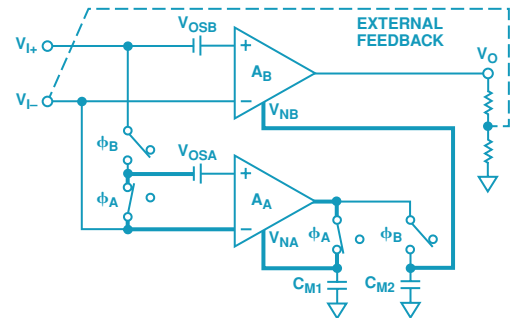 EXTERNAL
FEEDBACK
V_I+
V_OSB
V_O
+
A_B
V_I–
–
V_NB
ϕ_B
V_OSA
+
ϕ_A
A_A
–
V_NA
ϕ_A
ϕ_B
C_M1
C_M2